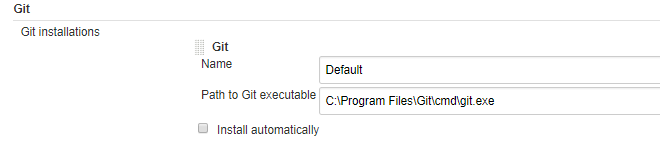 Git
Git installations
Git
Name
Default
Path to Git executable
C:\Program Files\Git\cmd\git.exe
Install automatically